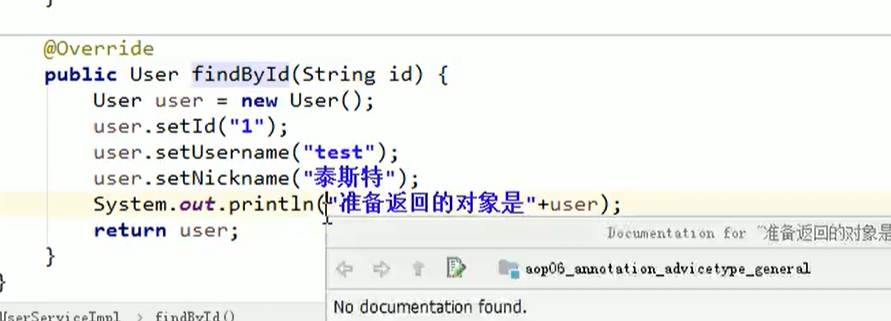 }
@Override
public User findById(String id) {
User user = new User();
user.setId("1");
user.setUsername("test");
user.setNickname("泰斯特");
System.out.println("准备返回的对象是"+user);
return user;
}
}
Documentation for "准备返回的对象是
aop06_annotation_advicetype_general
No documentation found.
UserServiceImpl > findById()